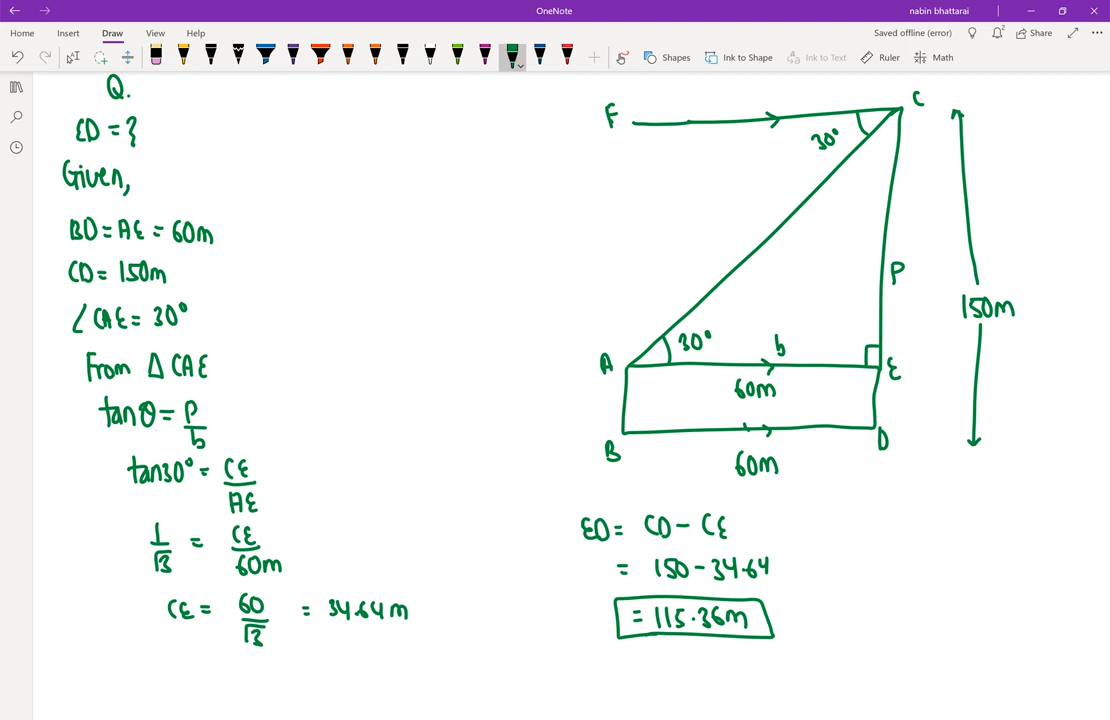 OneNote
nabin bhattarai
Home Insert Draw View Help
Saved offline (error)
2
Share
Shapes
Ink to Shape
Ink to Text
Ruler
Math
Q.
ED = ?
Given,
BD = AE = 60m
CD = 150m
∠CAE = 30°
From Δ CAE
tanθ = P/b
tan30° = CE/AE
1/√3 = CE/60m
CE = 60/√3 = 34.64 m
F
C
30°
P
150m
A
30°
b
E
60m
B
D
60m
ED = CD - CE
= 150 - 34.64
= 115.36m